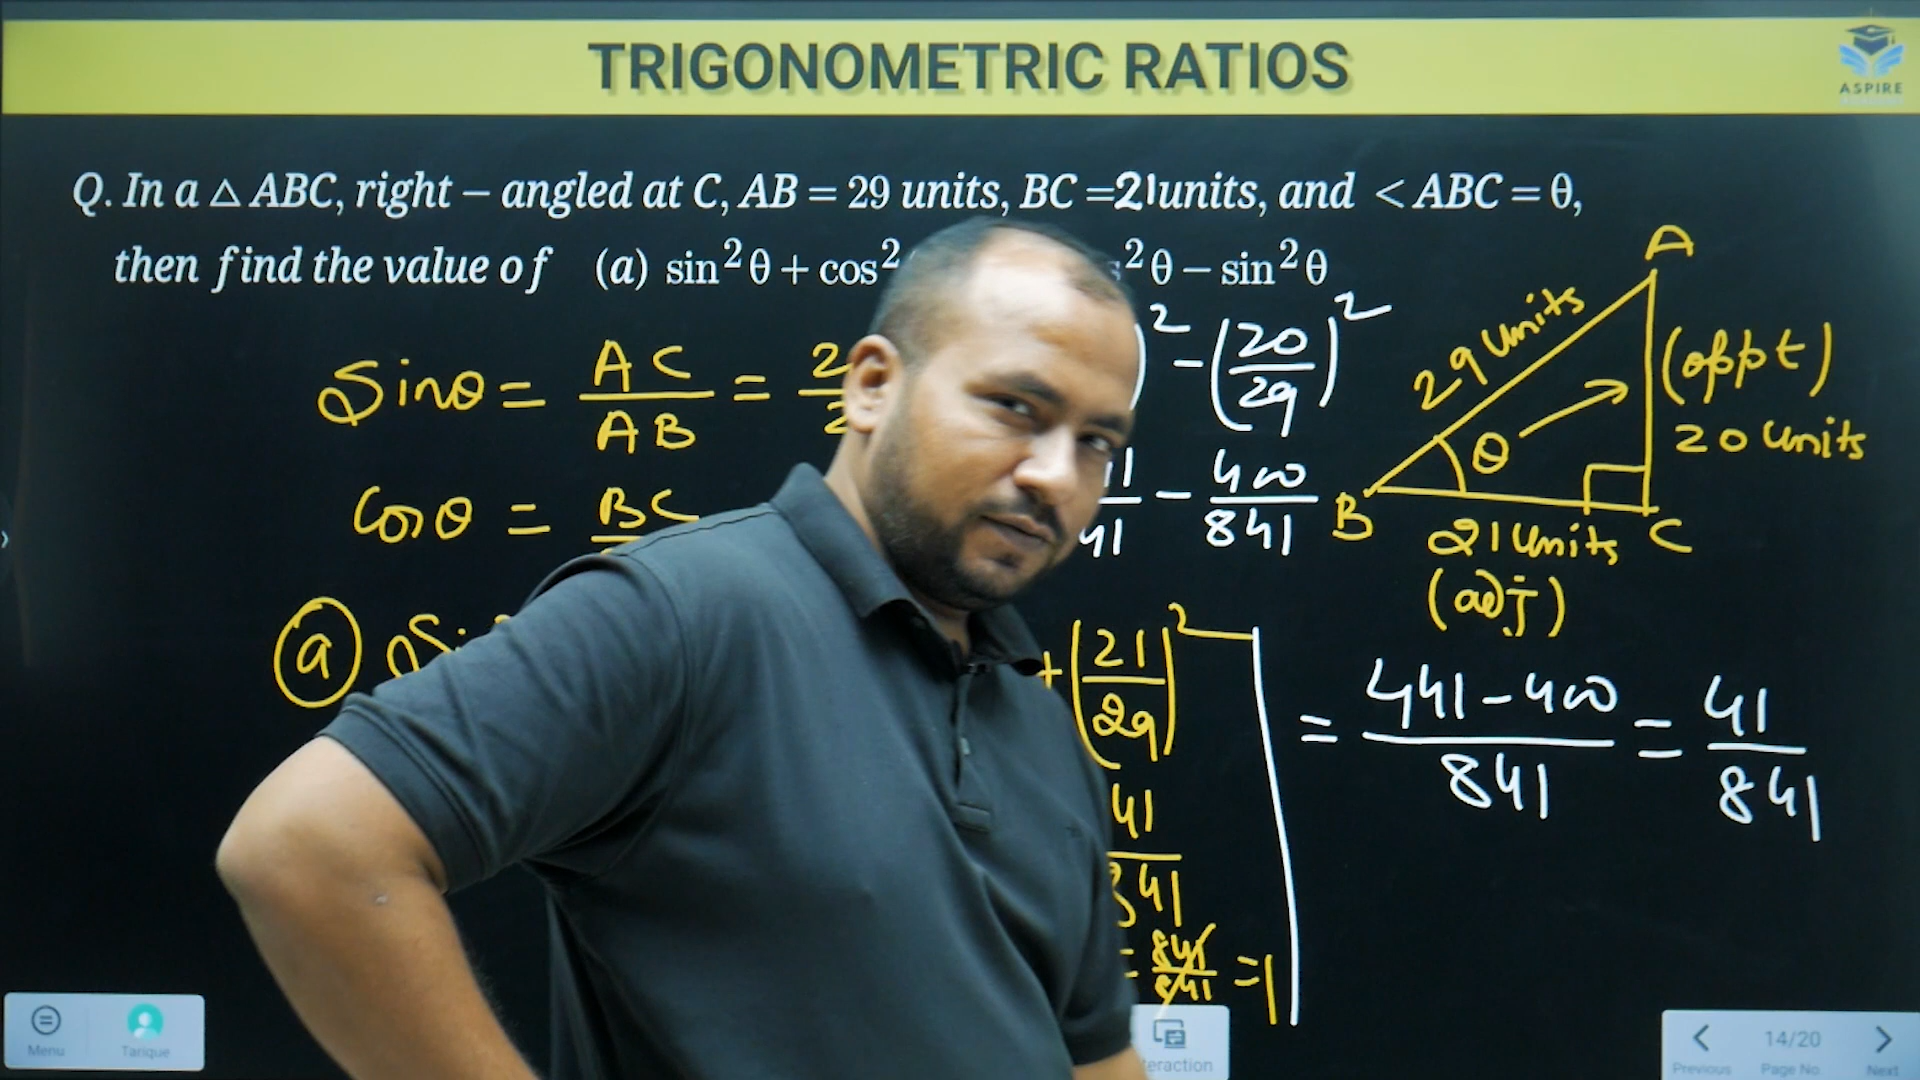 TRIGONOMETRIC RATIOS
ASPIRE
Q. In a △ ABC, right – angled at C, AB = 29 units, BC =21units, and < ABC = θ,
then find the value of (a) sin²θ + cos² ²θ – sin²θ
Sinθ = AC/AB =
Cosθ = BC
)² - (20/29)²
- 400/841
A
29 Units
(oppt)
20 Units
θ
B
C
21 Units
(adj)
(a)
+ (21/29)²
= 841/841 = 1
= (441-400)/841 = 41/841
Menu
Tarique
Previous
14/20
Page No.
Next